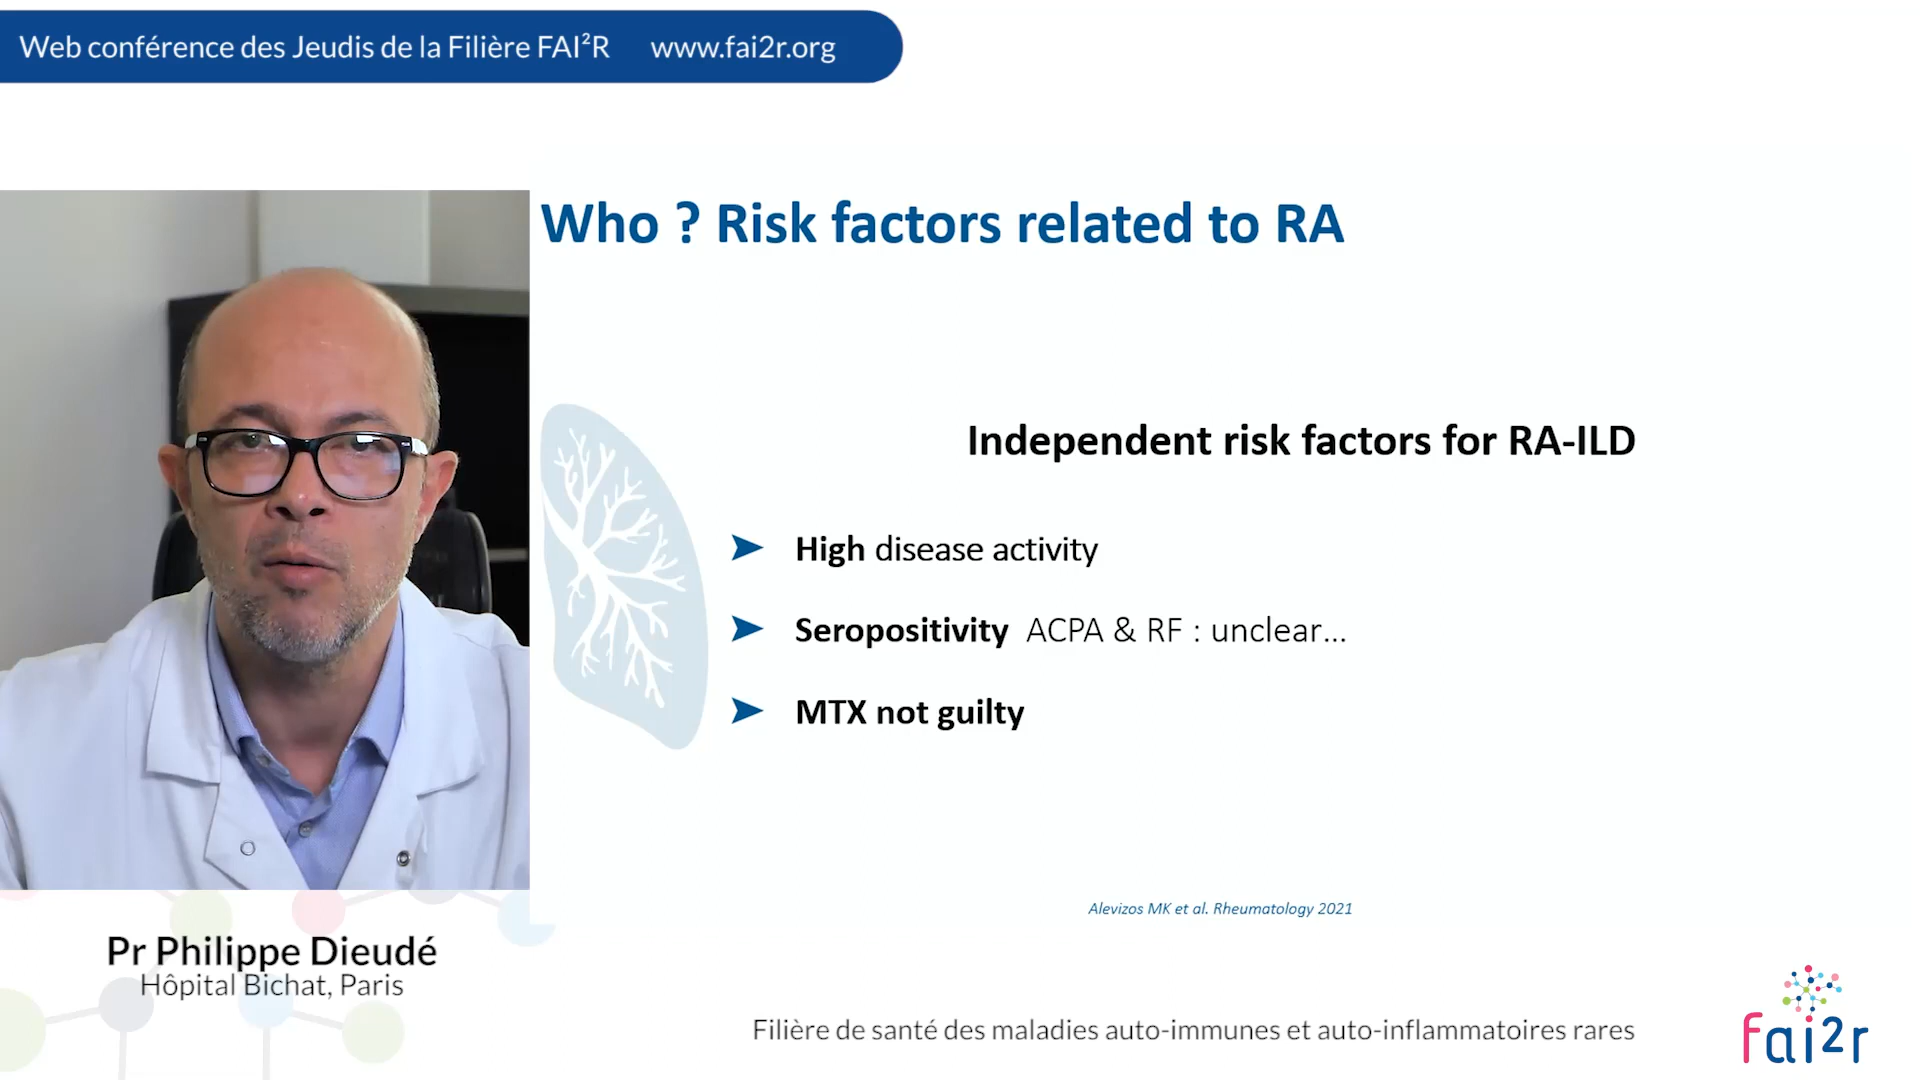 Web conférence des Jeudis de la Filière FAI²R www.fai2r.org
Who ? Risk factors related to RA
Independent risk factors for RA-ILD
➤ High disease activity
➤ Seropositivity ACPA & RF : unclear...
➤ MTX not guilty
Alevizos MK et al. Rheumatology 2021
Pr Philippe Dieudé
Hôpital Bichat, Paris
Filière de santé des maladies auto-immunes et auto-inflammatoires rares
fai2r